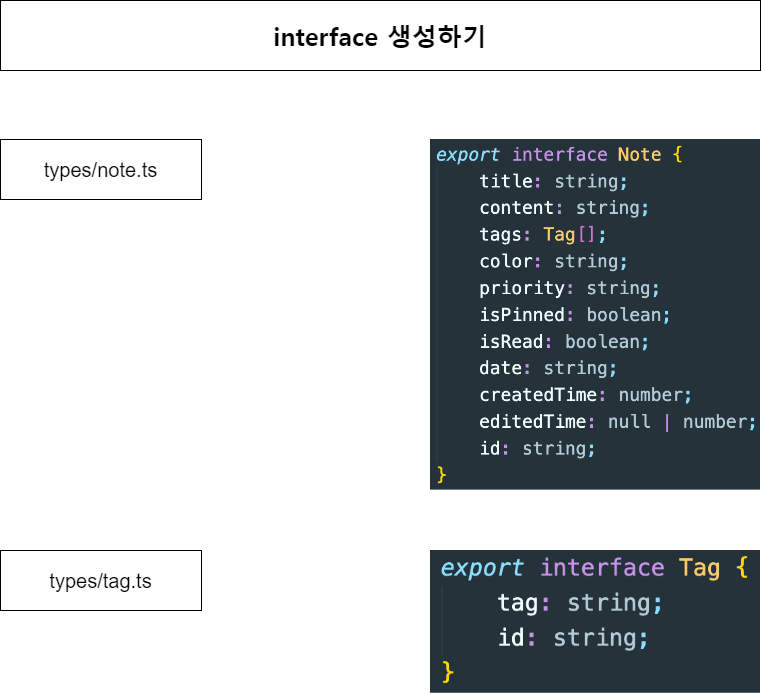 interface 생성하기
types/note.ts
export interface Note {
title: string;
content: string;
tags: Tag[];
color: string;
priority: string;
isPinned: boolean;
isRead: boolean;
date: string;
createdTime: number;
editedTime: null | number;
id: string;
}
types/tag.ts
export interface Tag {
tag: string;
id: string;
}